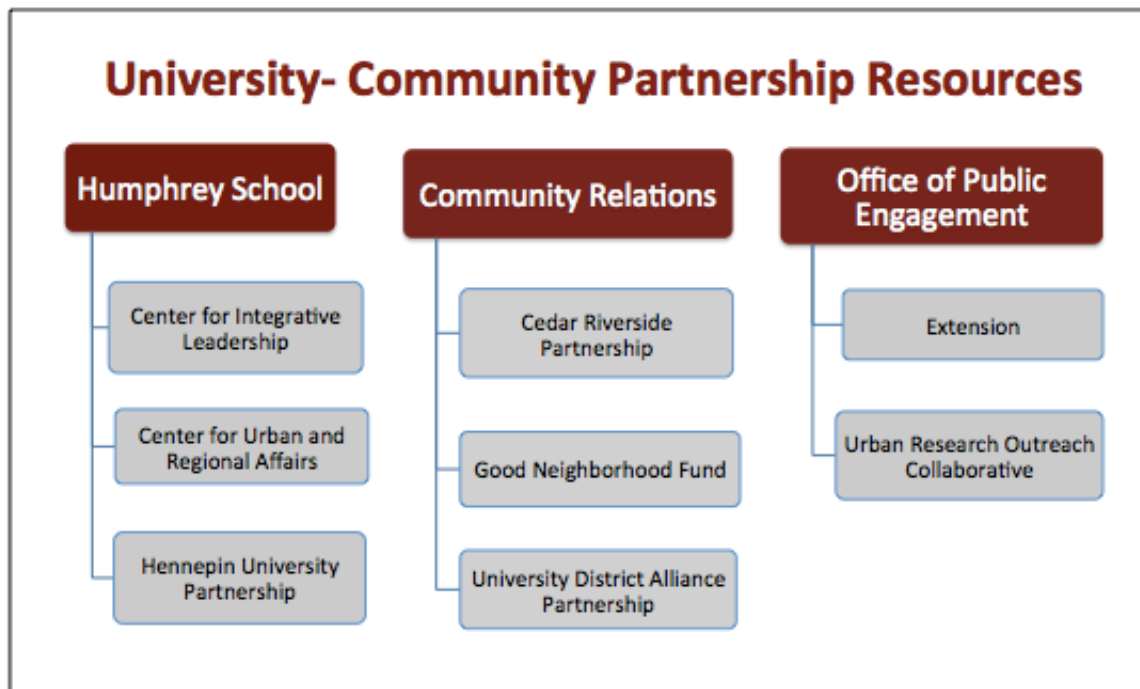 University- Community Partnership Resources
Humphrey School
Center for Integrative
Leadership
Center for Urban and
Regional Affairs
Hennepin University
Partnership
Community Relations
Cedar Riverside
Partnership
Good Neighborhood Fund
University District Alliance
Partnership
Office of Public
Engagement
Extension
Urban Research Outreach
Collaborative